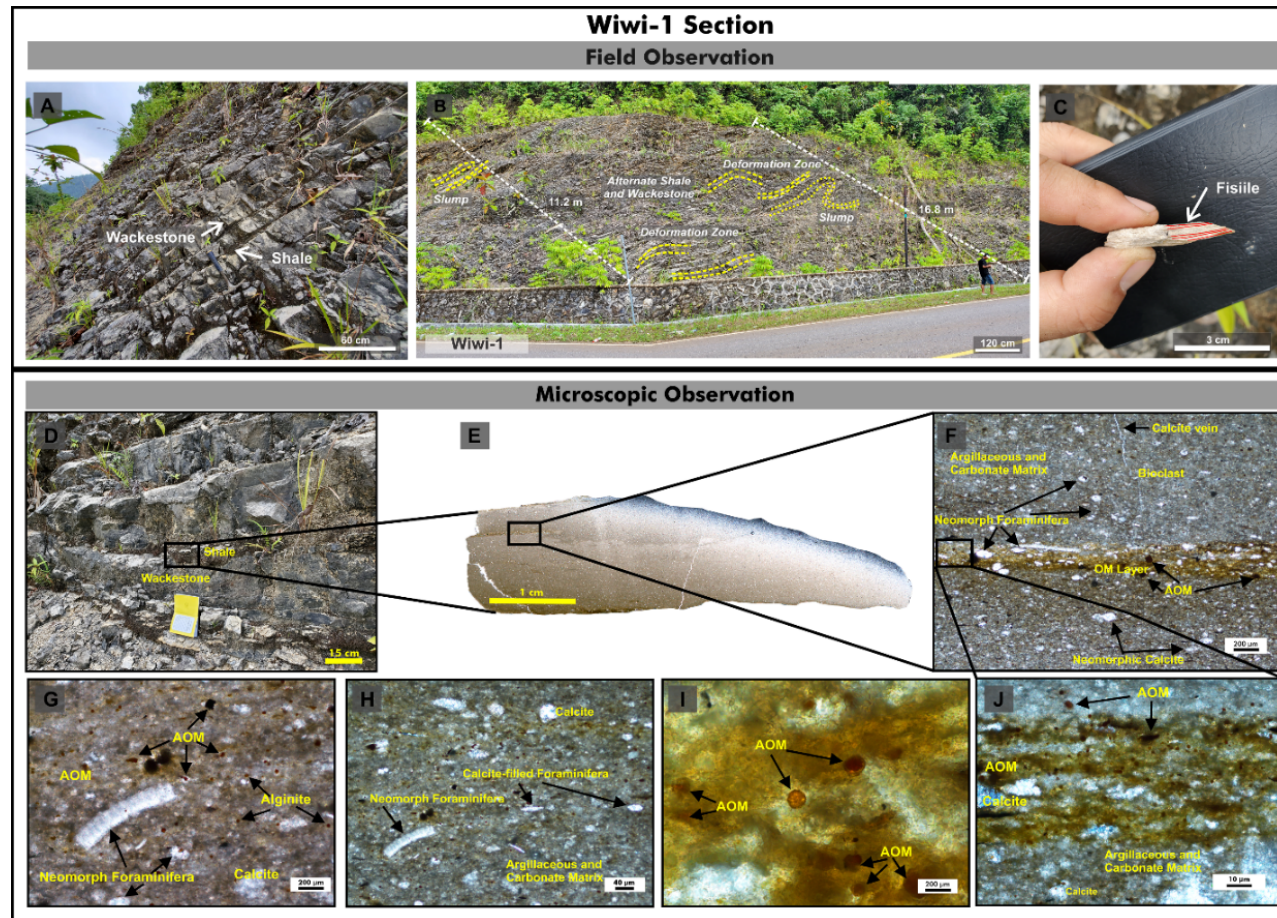 Wiwi-1 Section
Field Observation
A
Wackestone
Shale
60 cm
B
Slump
11.2 m
Alternate Shale
and Wackestone
Deformation Zone
Deformation Zone
Slump
16.8 m
Wiwi-1
120 cm
C
Fisiile
3 cm
Microscopic Observation
D
Shale
Wackestone
15 cm
E
1 cm
F
Calcite vein
Argillaceous and
Carbonate Matrix
Bioclast
Neomorph Foraminifera
OM Layer
AOM
Neomorphic Calcite
200 µm
G
AOM
AOM
Alginite
Neomorph Foraminifera
Calcite
200 µm
H
Calcite
Calcite-filled Foraminifera
Neomorph Foraminifera
Argillaceous and
Carbonate Matrix
40 µm
I
AOM
AOM
AOM
200 µm
J
AOM
AOM
Calcite
Argillaceous and
Carbonate Matrix
Calcite
10 µm